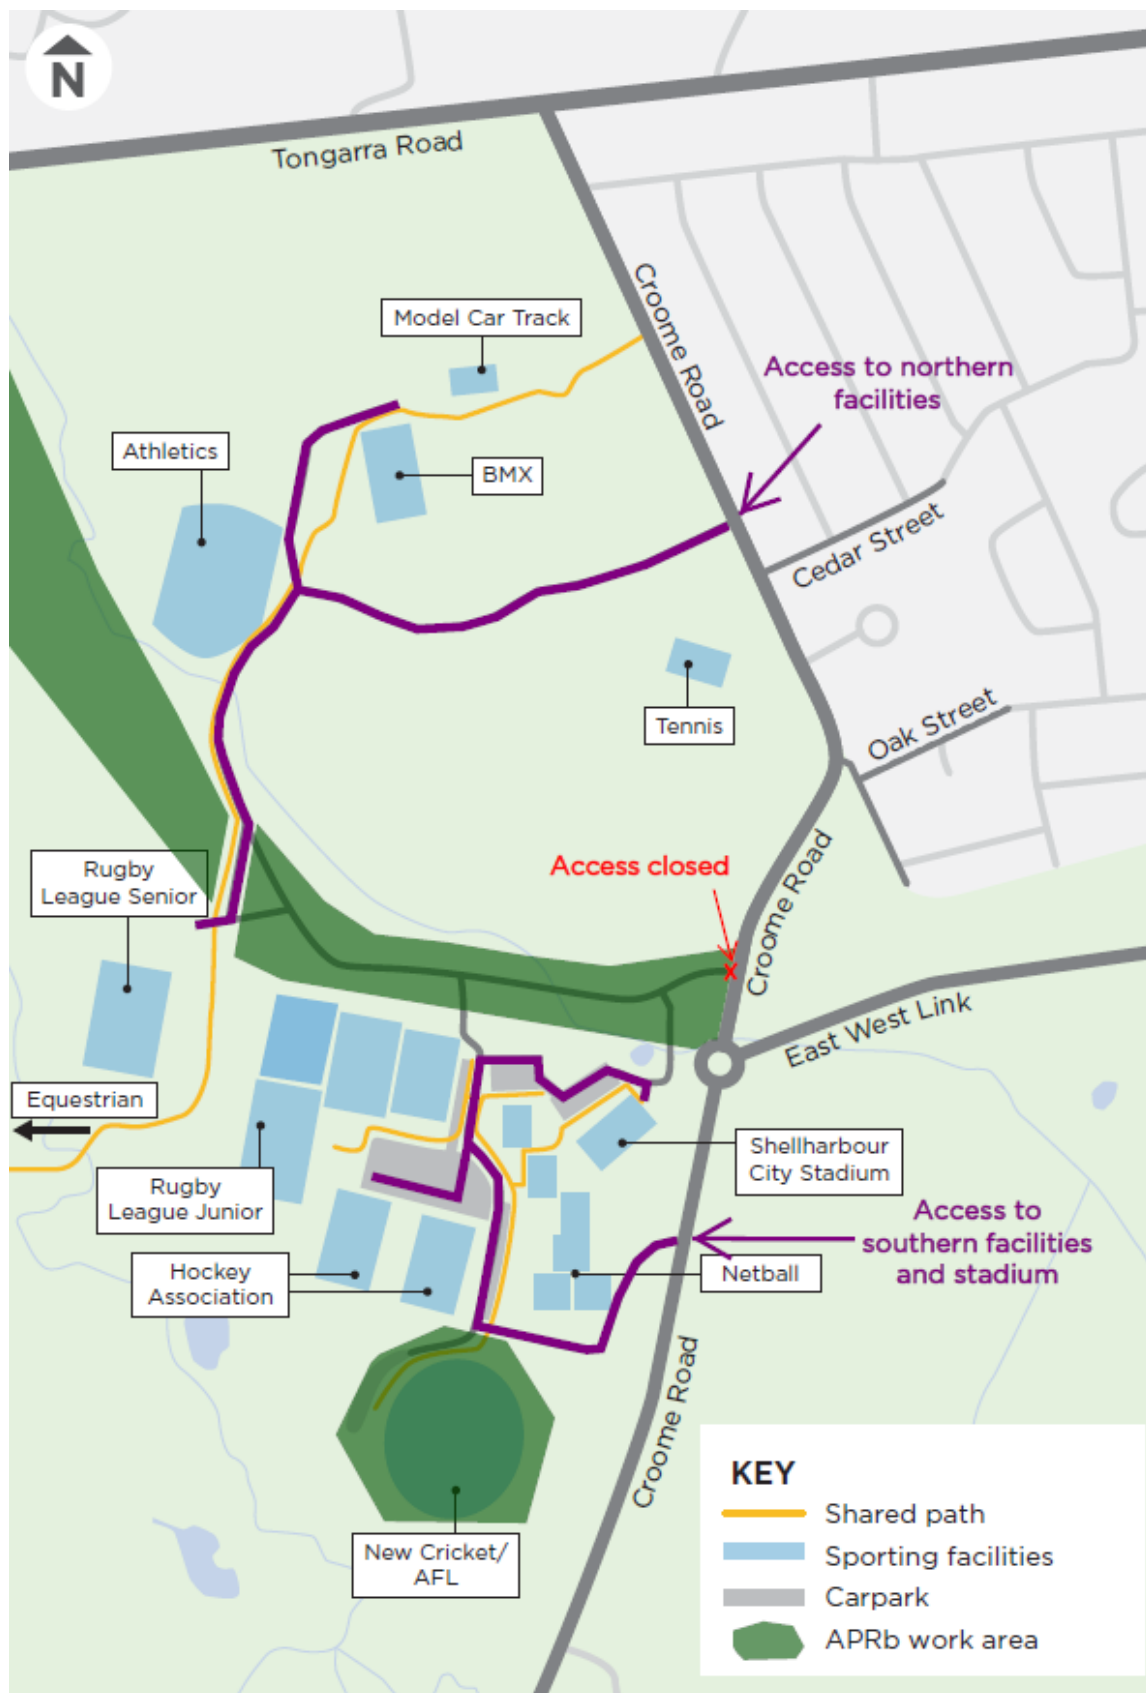 N
Tongarra Road
Croome Road
Model Car Track
Access to northern
facilities
Athletics
BMX
Cedar Street
Tennis
Oak Street
Rugby
League Senior
Access closed
Croome Road
East West Link
Equestrian
Rugby
League Junior
Shellharbour
City Stadium
Access to
southern facilities
and stadium
Hockey
Association
Netball
Croome Road
New Cricket/
AFL
KEY
Shared path
Sporting facilities
Carpark
APRb work area